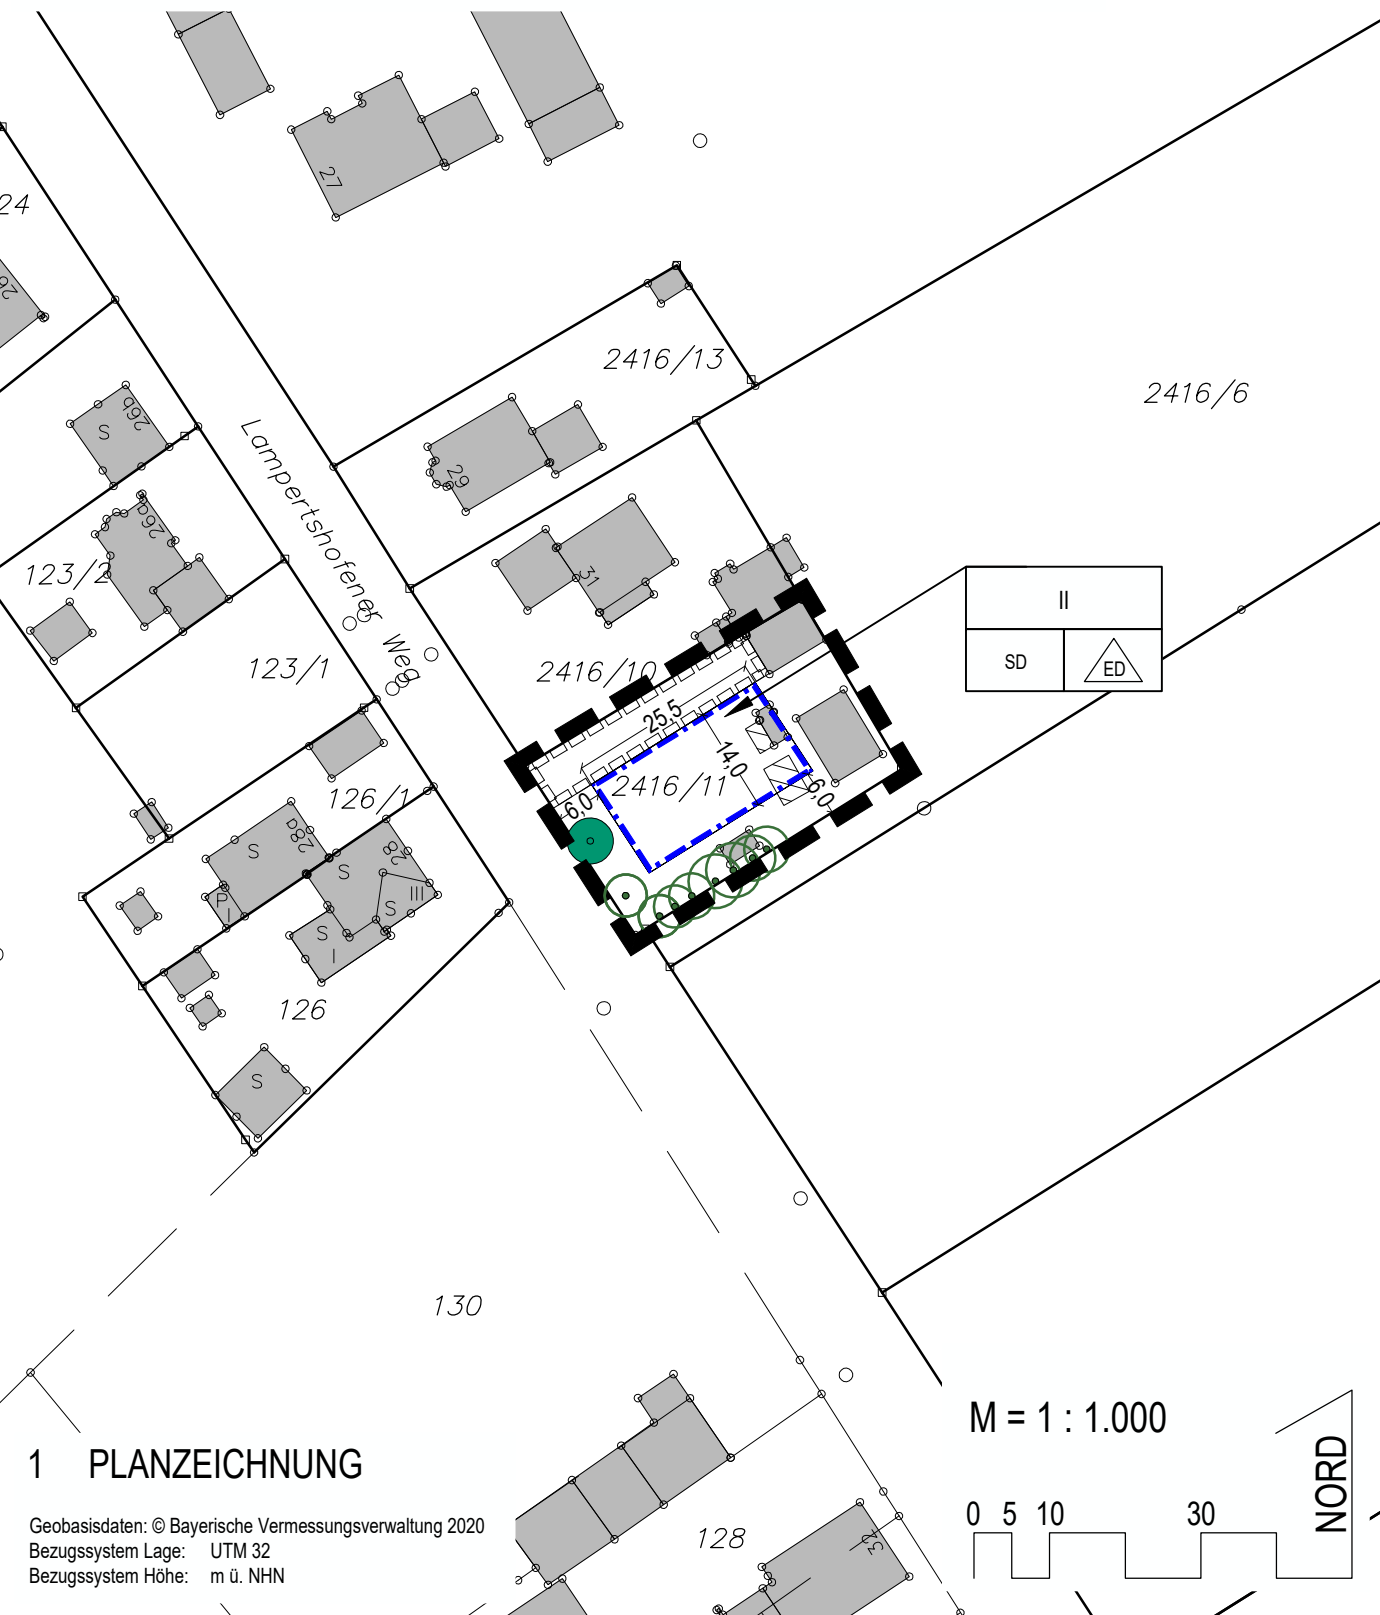 27
24
26
2416/13
2416/6
26b
S
29
Lampertshofener Weg
26a
31
123/2
II
SD
ED
123/1
2416/10
25,5
14,0
2416/11
6,0
6,0
126/1
28a
S
28
S
III
P
I
S
S
I
126
S
130
M = 1 : 1.000
1 PLANZEICHNUNG
NORD
0 5 10 30
Geobasisdaten: © Bayerische Vermessungsverwaltung 2020
Bezugssystem Lage: UTM 32
Bezugssystem Höhe: m ü. NHN
128
32